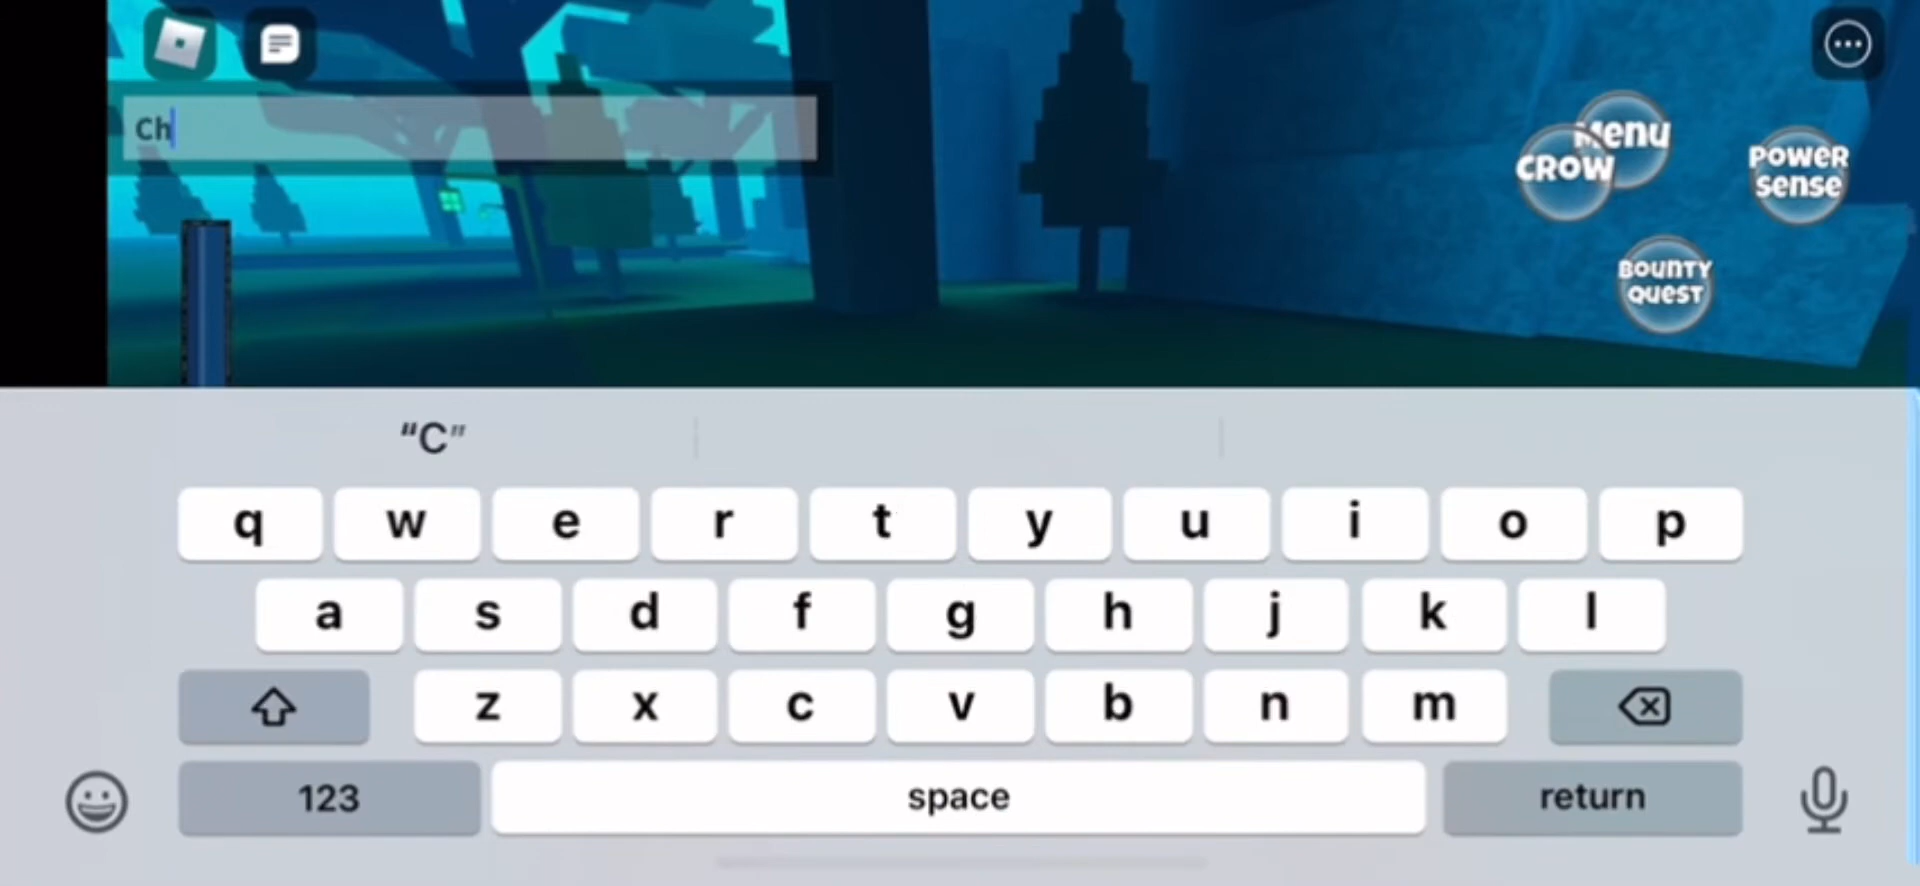 Ch
Menu
CROW
POWER
sense
BOUNTY
QUEST
"C"
q w e r t y u i o p
a s d f g h j k l
z x c v b n m
123 space return